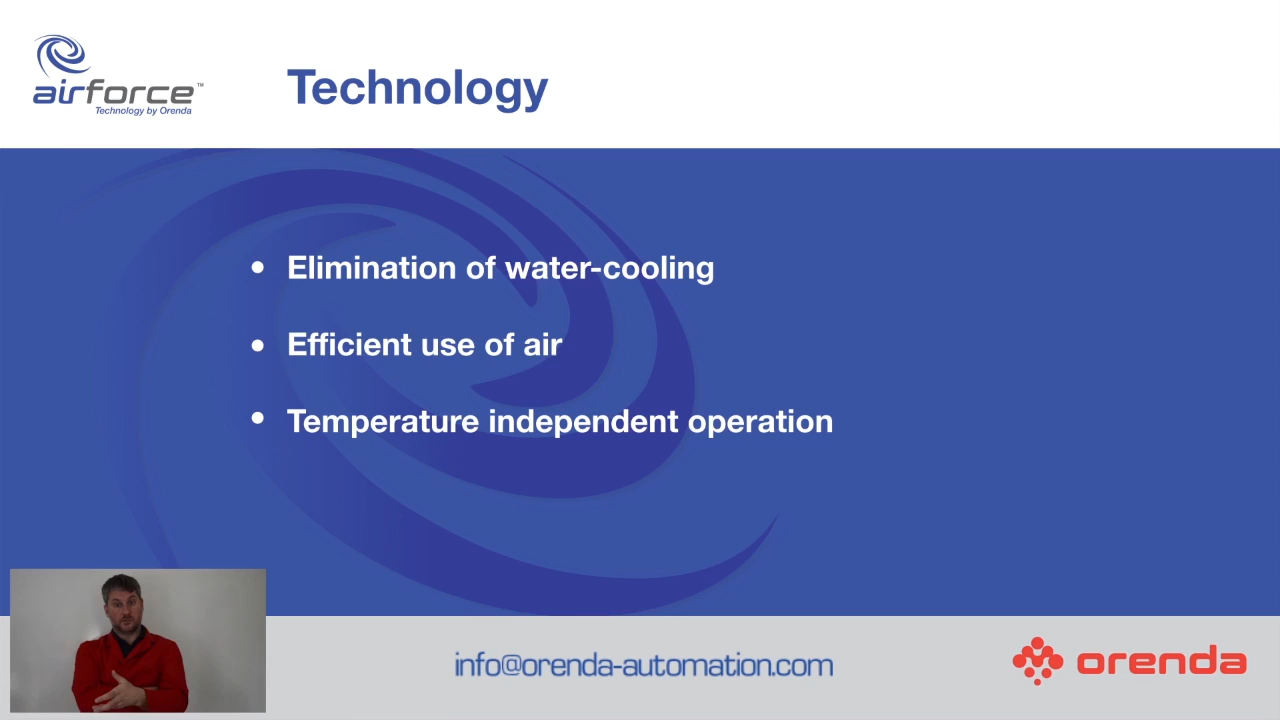 airforce™
Technology by Orenda
Technology
• Elimination of water-cooling
• Efficient use of air
• Temperature independent operation
info@orenda-automation.com
orenda